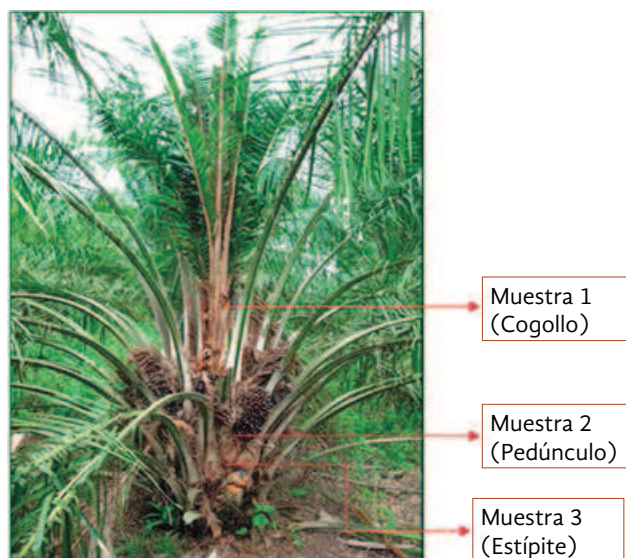 Muestra 1
(Cogollo)
Muestra 2
(Pedúnculo)
Muestra 3
(Estípite)